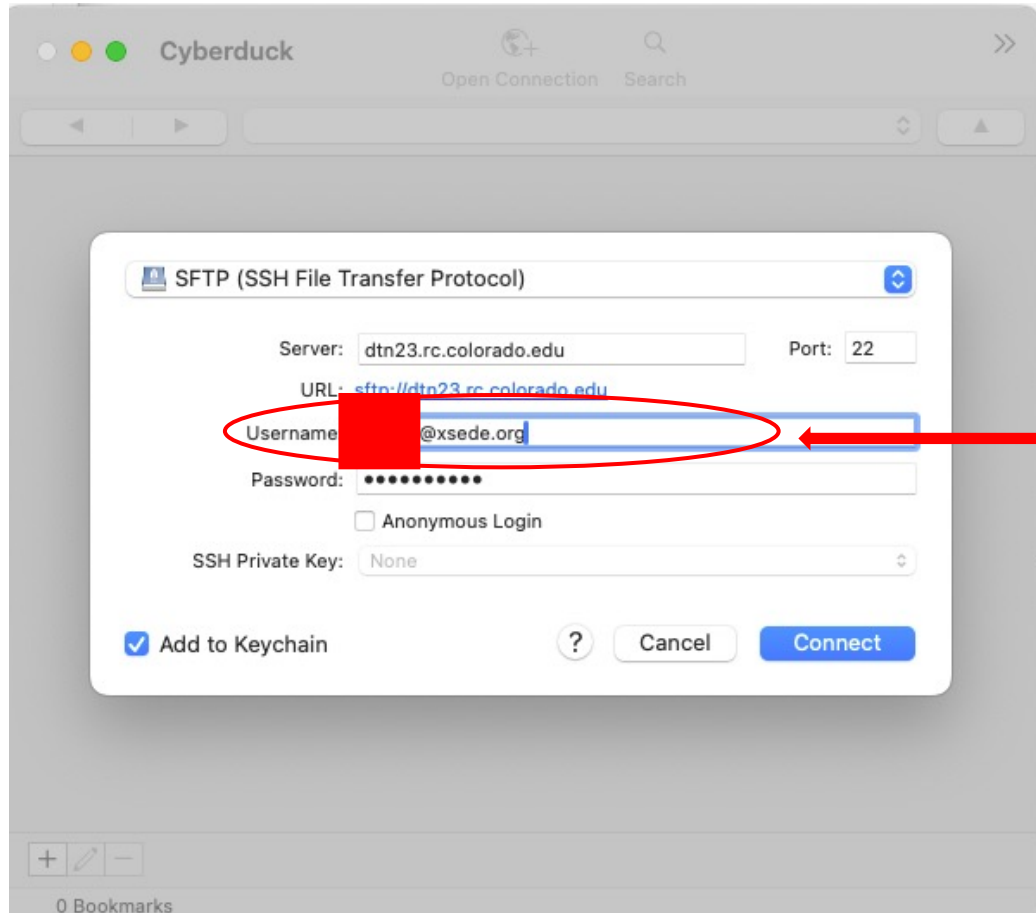 Cyberduck
Open Connection Search
SFTP (SSH File Transfer Protocol)
Server: dtn23.rc.colorado.edu Port: 22
URL: sftp://dtn23.rc.colorado.edu
Username @xsede.org
Password: ••••••••••
Anonymous Login
SSH Private Key: None
Add to Keychain ? Cancel Connect
0 Bookmarks